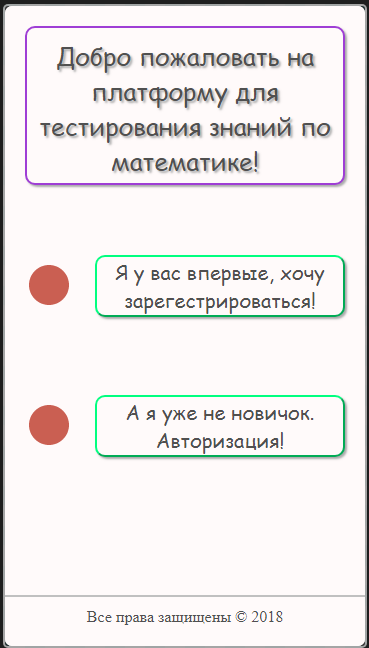 Добро пожаловать на
платформу для
тестирования знаний по
математике!
Я у вас впервые, хочу
зарегестрироваться!
А я уже не новичок.
Авторизация!
Все права защищены © 2018